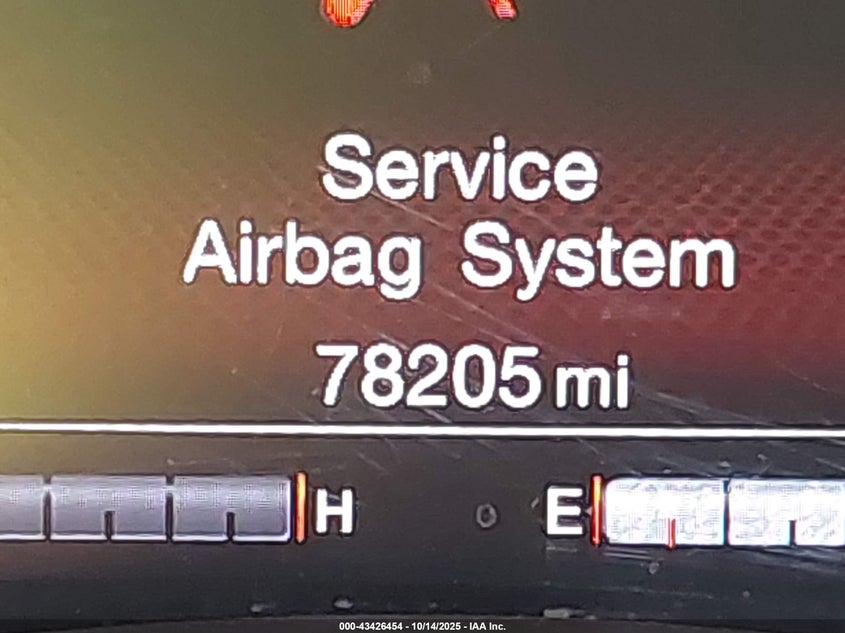 Service
Airbag System
78205 mi
H E
000-43426454 - 10/14/2025 - IAA Inc.